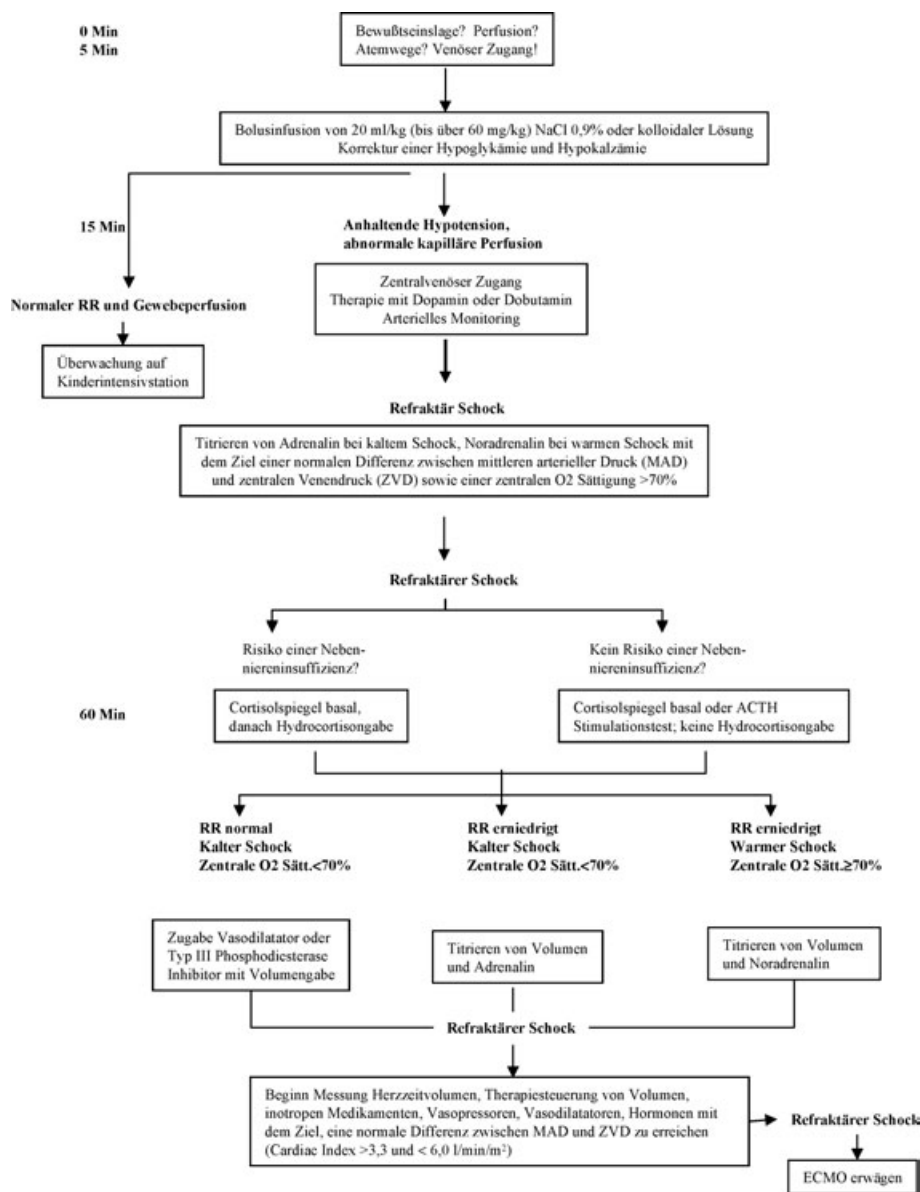 0 Min
5 Min
Bewußtseinslage? Perfusion?
Atemwege? Venöser Zugang!
Bolusinfusion von 20 ml/kg (bis über 60 mg/kg) NaCl 0,9% oder kolloidaler Lösung
Korrektur einer Hypoglykämie und Hypokalzämie
15 Min
Anhaltende Hypotension,
abnormale kapilläre Perfusion
Zentralvenöser Zugang
Therapie mit Dopamin oder Dobutamin
Arterielles Monitoring
Normaler RR und Gewebeperfusion
Überwachung auf
Kinderintensivstation
Refraktär Schock
Titrieren von Adrenalin bei kaltem Schock, Noradrenalin bei warmen Schock mit
dem Ziel einer normalen Differenz zwischen mittleren arterieller Druck (MAD)
und zentralen Venendruck (ZVD) sowie einer zentralen O2 Sättigung >70%
Refraktärer Schock
Risiko einer Neben-
niereninsuffizienz?
Kein Risiko einer Neben-
niereninsuffizienz?
60 Min
Cortisolspiegel basal,
danach Hydrocortisongabe
Cortisolspiegel basal oder ACTH
Stimulationstest; keine Hydrocortisongabe
RR normal
Kalter Schock
Zentrale O2 Sätt.<70%
RR erniedrigt
Kalter Schock
Zentrale O2 Sätt.<70%
RR erniedrigt
Warmer Schock
Zentrale O2 Sätt.≥70%
Zugabe Vasodilatator oder
Typ III Phosphodiesterase
Inhibitor mit Volumengabe
Titrieren von Volumen
und Adrenalin
Titrieren von Volumen
und Noradrenalin
Refraktärer Schock
Beginn Messung Herzzeitvolumen, Therapiesteuerung von Volumen,
inotropen Medikamenten, Vasopressoren, Vasodilatatoren, Hormonen mit
dem Ziel, eine normale Differenz zwischen MAD und ZVD zu erreichen
(Cardiac Index >3,3 und < 6,0 l/min/m²)
Refraktärer Schock
ECMO erwägen